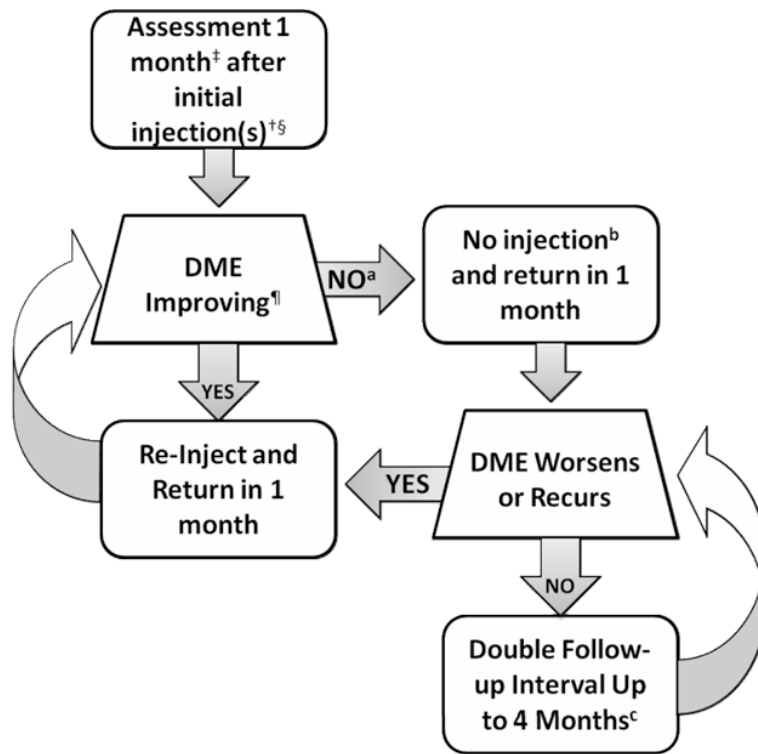 Assessment 1
month‡ after
initial
injection(s)†§
DME
Improving¶
NOᵃ
No injectionᵇ
and return in 1
month
YES
Re-Inject and
Return in 1
month
YES
DME Worsens
or Recurs
NO
Double Follow-
up Interval Up
to 4 Monthsᶜ